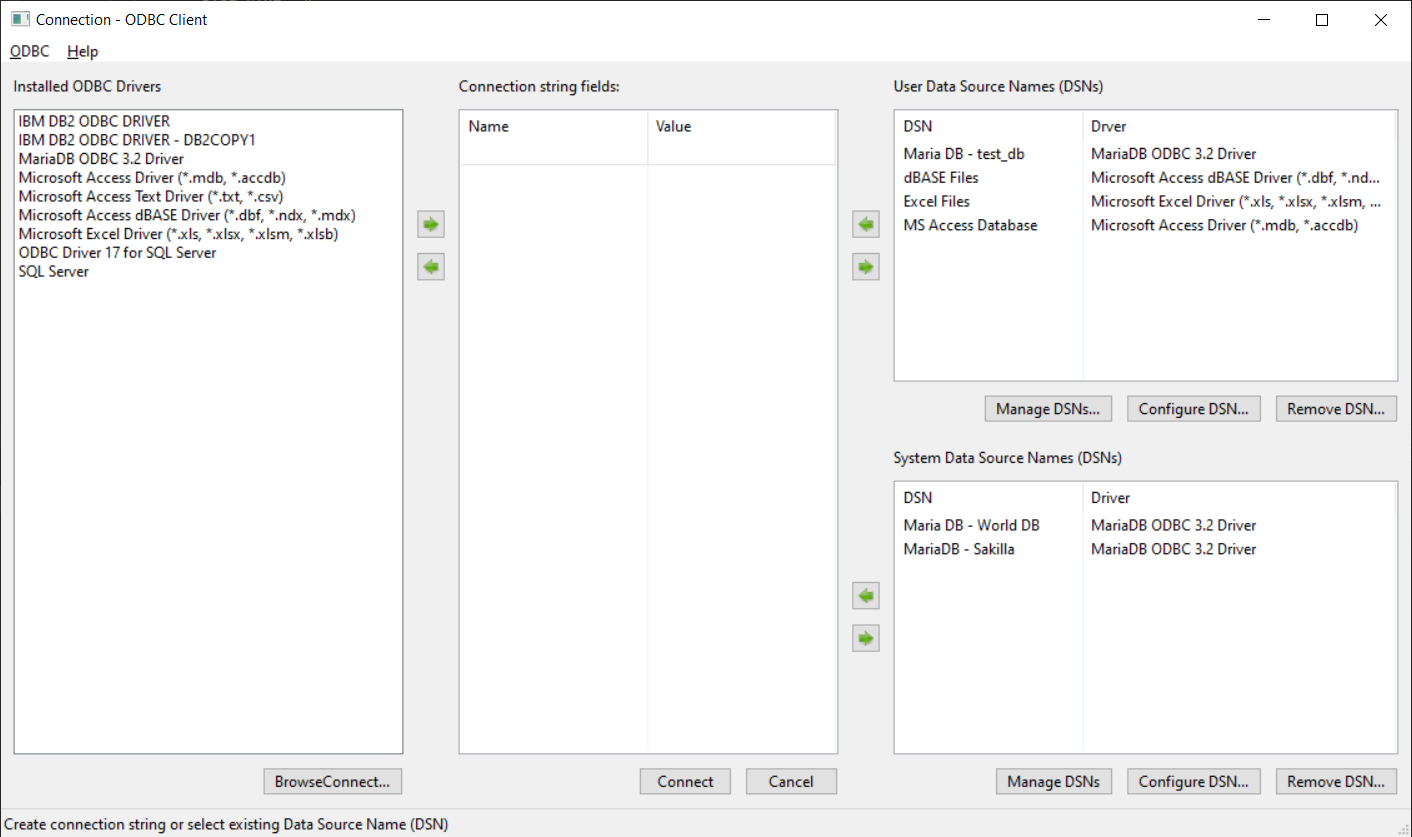 Connection - ODBC Client
ODBC Help
Installed ODBC Drivers
IBM DB2 ODBC DRIVER
IBM DB2 ODBC DRIVER - DB2COPY1
MariaDB ODBC 3.2 Driver
Microsoft Access Driver (*.mdb, *.accdb)
Microsoft Access Text Driver (*.txt, *.csv)
Microsoft Access dBASE Driver (*.dbf, *.ndx, *.mdx)
Microsoft Excel Driver (*.xls, *.xlsx, *.xlsm, *.xlsb)
ODBC Driver 17 for SQL Server
SQL Server
BrowseConnect...
Connection string fields:
Name Value
Connect Cancel
User Data Source Names (DSNs)
DSN Drver
Maria DB - test_db MariaDB ODBC 3.2 Driver
dBASE Files Microsoft Access dBASE Driver (*.dbf, *.nd...
Excel Files Microsoft Excel Driver (*.xls, *.xlsx, *.xlsm, ...
MS Access Database Microsoft Access Driver (*.mdb, *.accdb)
Manage DSNs... Configure DSN... Remove DSN...
System Data Source Names (DSNs)
DSN Driver
Maria DB - World DB MariaDB ODBC 3.2 Driver
MariaDB - Sakilla MariaDB ODBC 3.2 Driver
Manage DSNs Configure DSN... Remove DSN...
Create connection string or select existing Data Source Name (DSN)